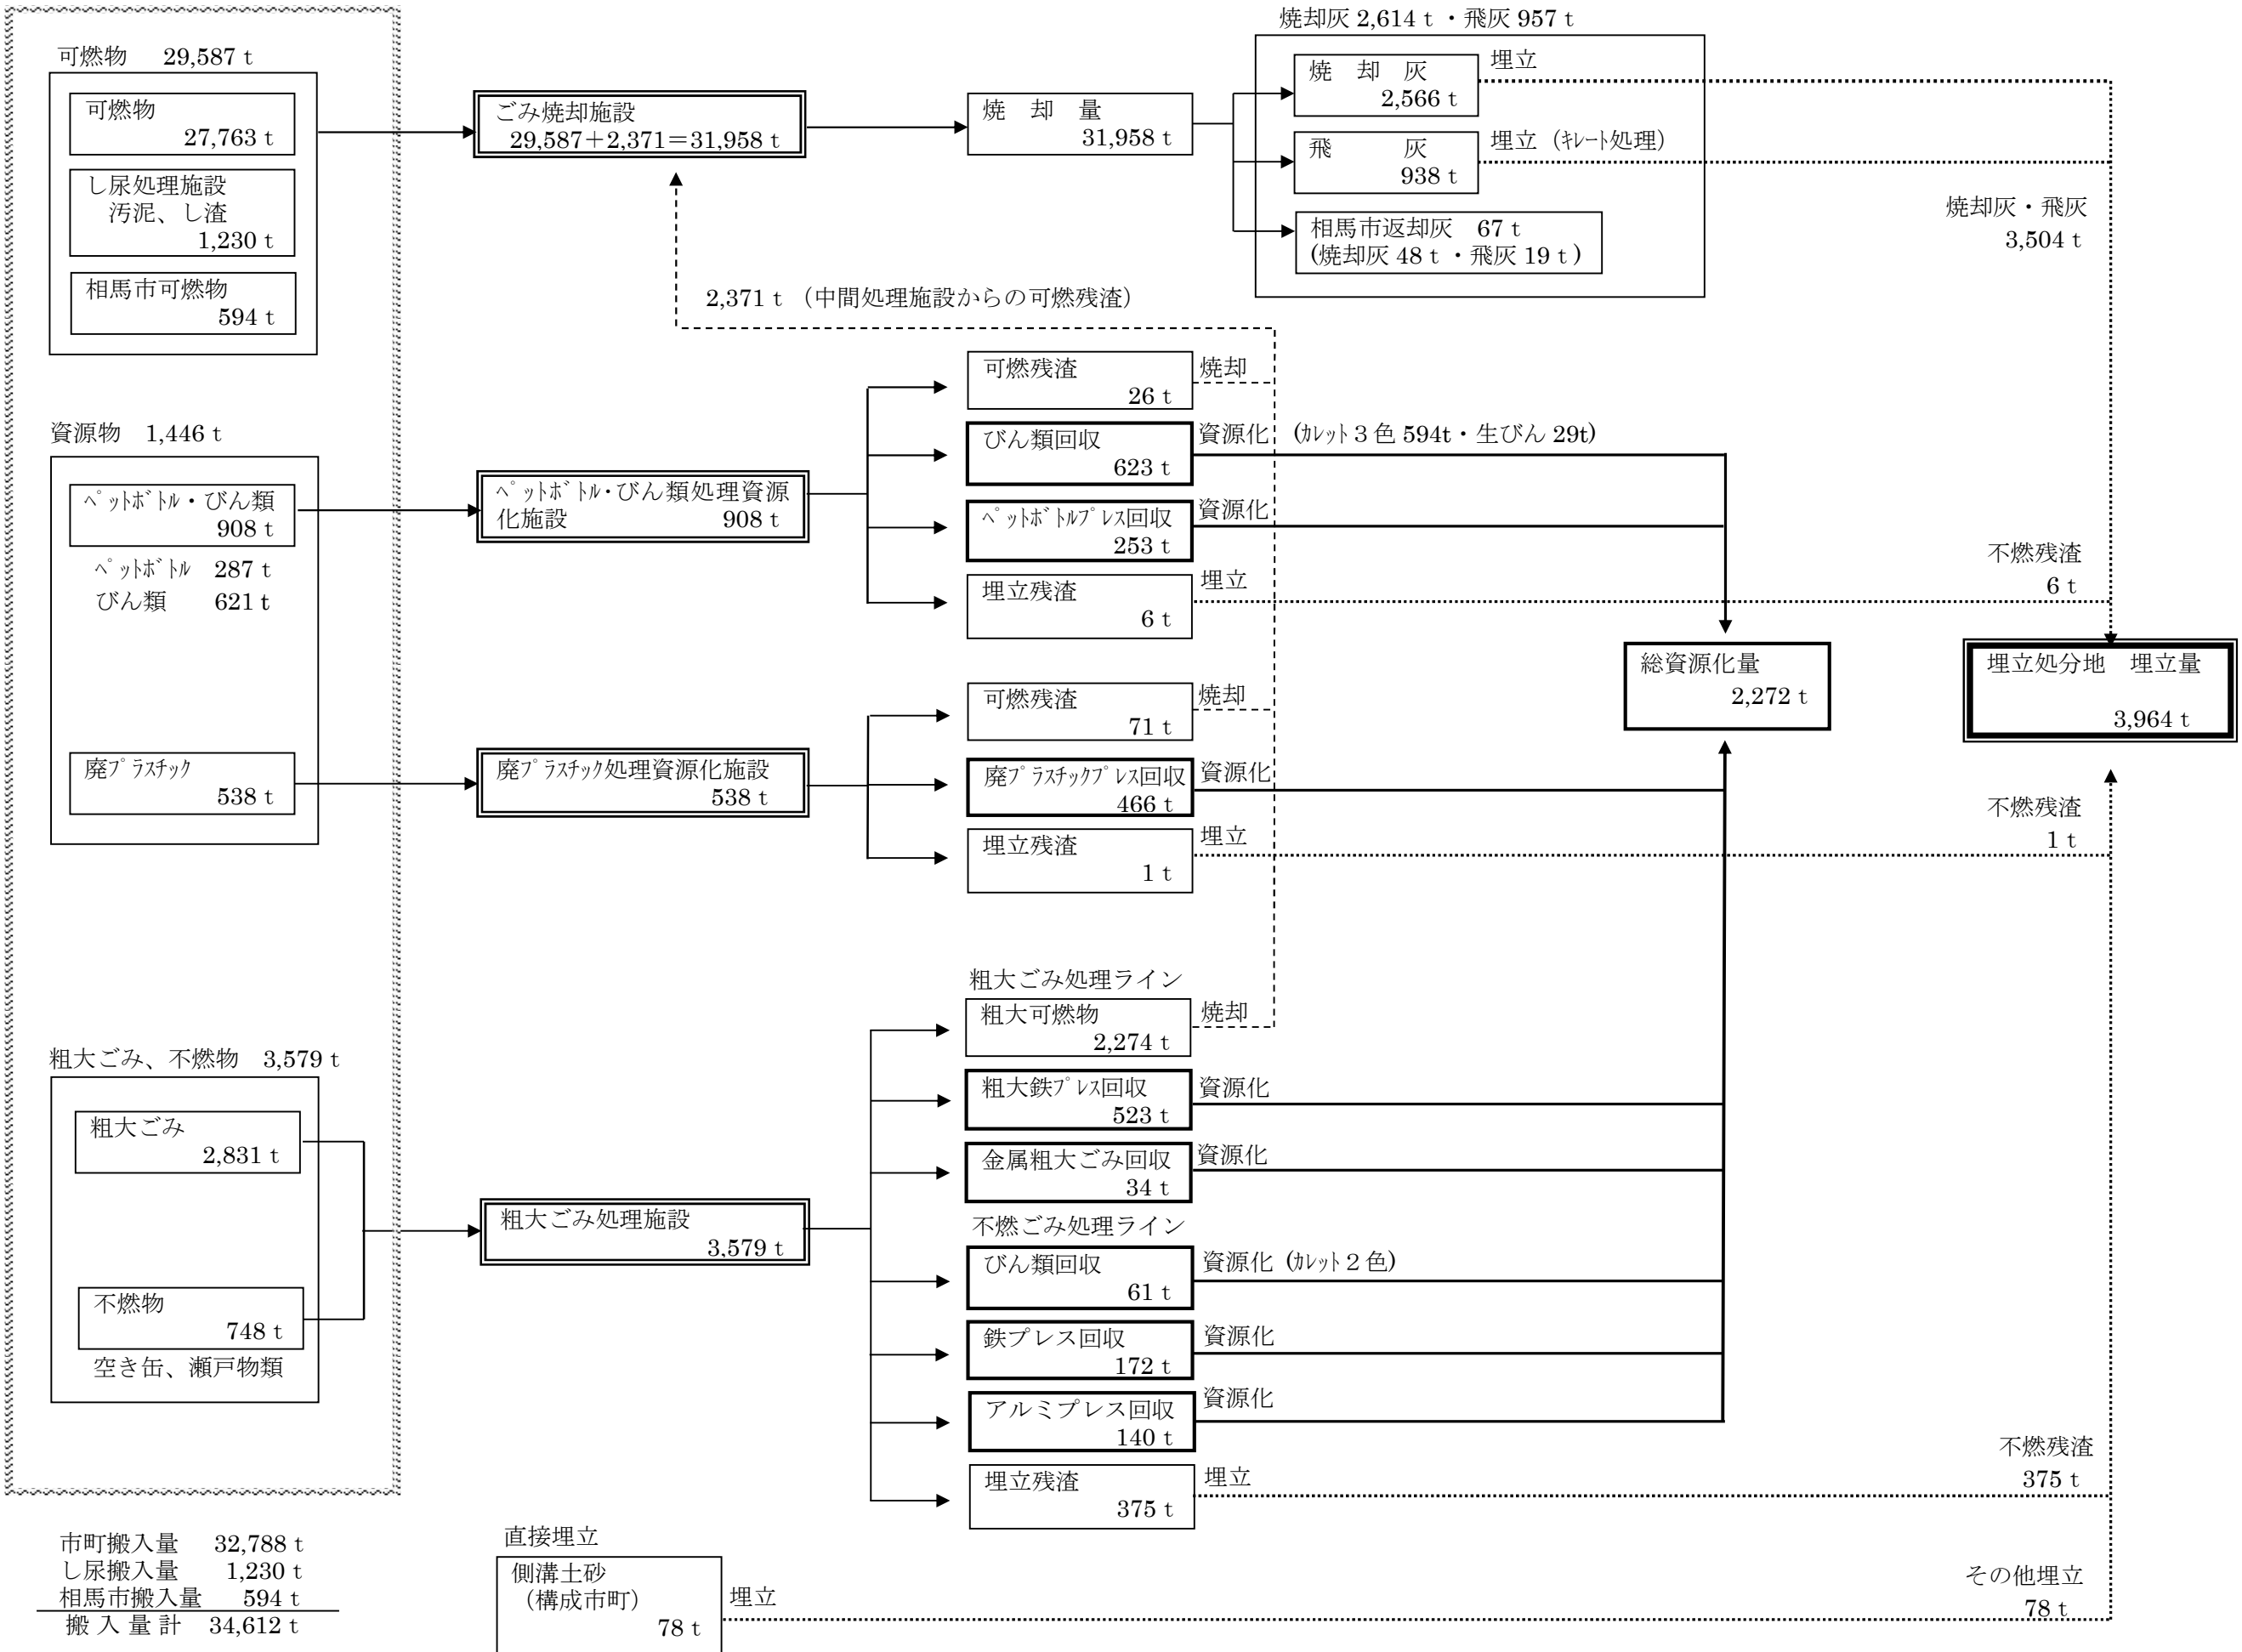 可燃物　29,587 t
可燃物
27,763 t
し尿処理施設
汚泥、し渣
1,230 t
相馬市可燃物
594 t
ごみ焼却施設
29,587＋2,371＝31,958 t
焼　却　量
31,958 t
焼却灰 2,614 t ・飛灰 957 t
焼　却　灰
2,566 t
埋立
飛　　　灰
938 t
埋立（ｷﾚｰﾄ処理）
相馬市返却灰　67 t
(焼却灰 48 t ・飛灰 19 t )
焼却灰・飛灰
3,504 t
2,371 t （中間処理施設からの可燃残渣）
資源物　1,446 t
ﾍﾟｯﾄﾎﾞﾄﾙ・びん類
908 t
ﾍﾟｯﾄﾎﾞﾄﾙ　287 t
びん類　621 t
ﾍﾟｯﾄﾎﾞﾄﾙ・びん類処理資源
化施設　908 t
可燃残渣
26 t
焼却
びん類回収
623 t
資源化 (ｶﾚｯﾄ３色 594t・生びん 29t)
ﾍﾟｯﾄﾎﾞﾄﾙﾌﾟﾚｽ回収
253 t
資源化
埋立残渣
6 t
埋立
不燃残渣
6 t
総資源化量
2,272 t
埋立処分地　埋立量
3,964 t
廃ﾌﾟﾗｽﾁｯｸ
538 t
廃ﾌﾟﾗｽﾁｯｸ処理資源化施設
538 t
可燃残渣
71 t
焼却
廃ﾌﾟﾗｽﾁｯｸﾌﾟﾚｽ回収
466 t
資源化
埋立残渣
1 t
埋立
不燃残渣
1 t
粗大ごみ、不燃物　3,579 t
粗大ごみ
2,831 t
不燃物
748 t
空き缶、瀬戸物類
粗大ごみ処理施設
3,579 t
粗大ごみ処理ライン
粗大可燃物
2,274 t
焼却
粗大鉄ﾌﾟﾚｽ回収
523 t
資源化
金属粗大ごみ回収
34 t
資源化
不燃ごみ処理ライン
びん類回収
61 t
資源化 (ｶﾚｯﾄ２色)
鉄プレス回収
172 t
資源化
アルミプレス回収
140 t
資源化
埋立残渣
375 t
埋立
不燃残渣
375 t
市町搬入量　32,788 t
し尿搬入量　1,230 t
相馬市搬入量　594 t
搬 入 量 計　34,612 t
直接埋立
側溝土砂
（構成市町）
78 t
埋立
その他埋立
78 t